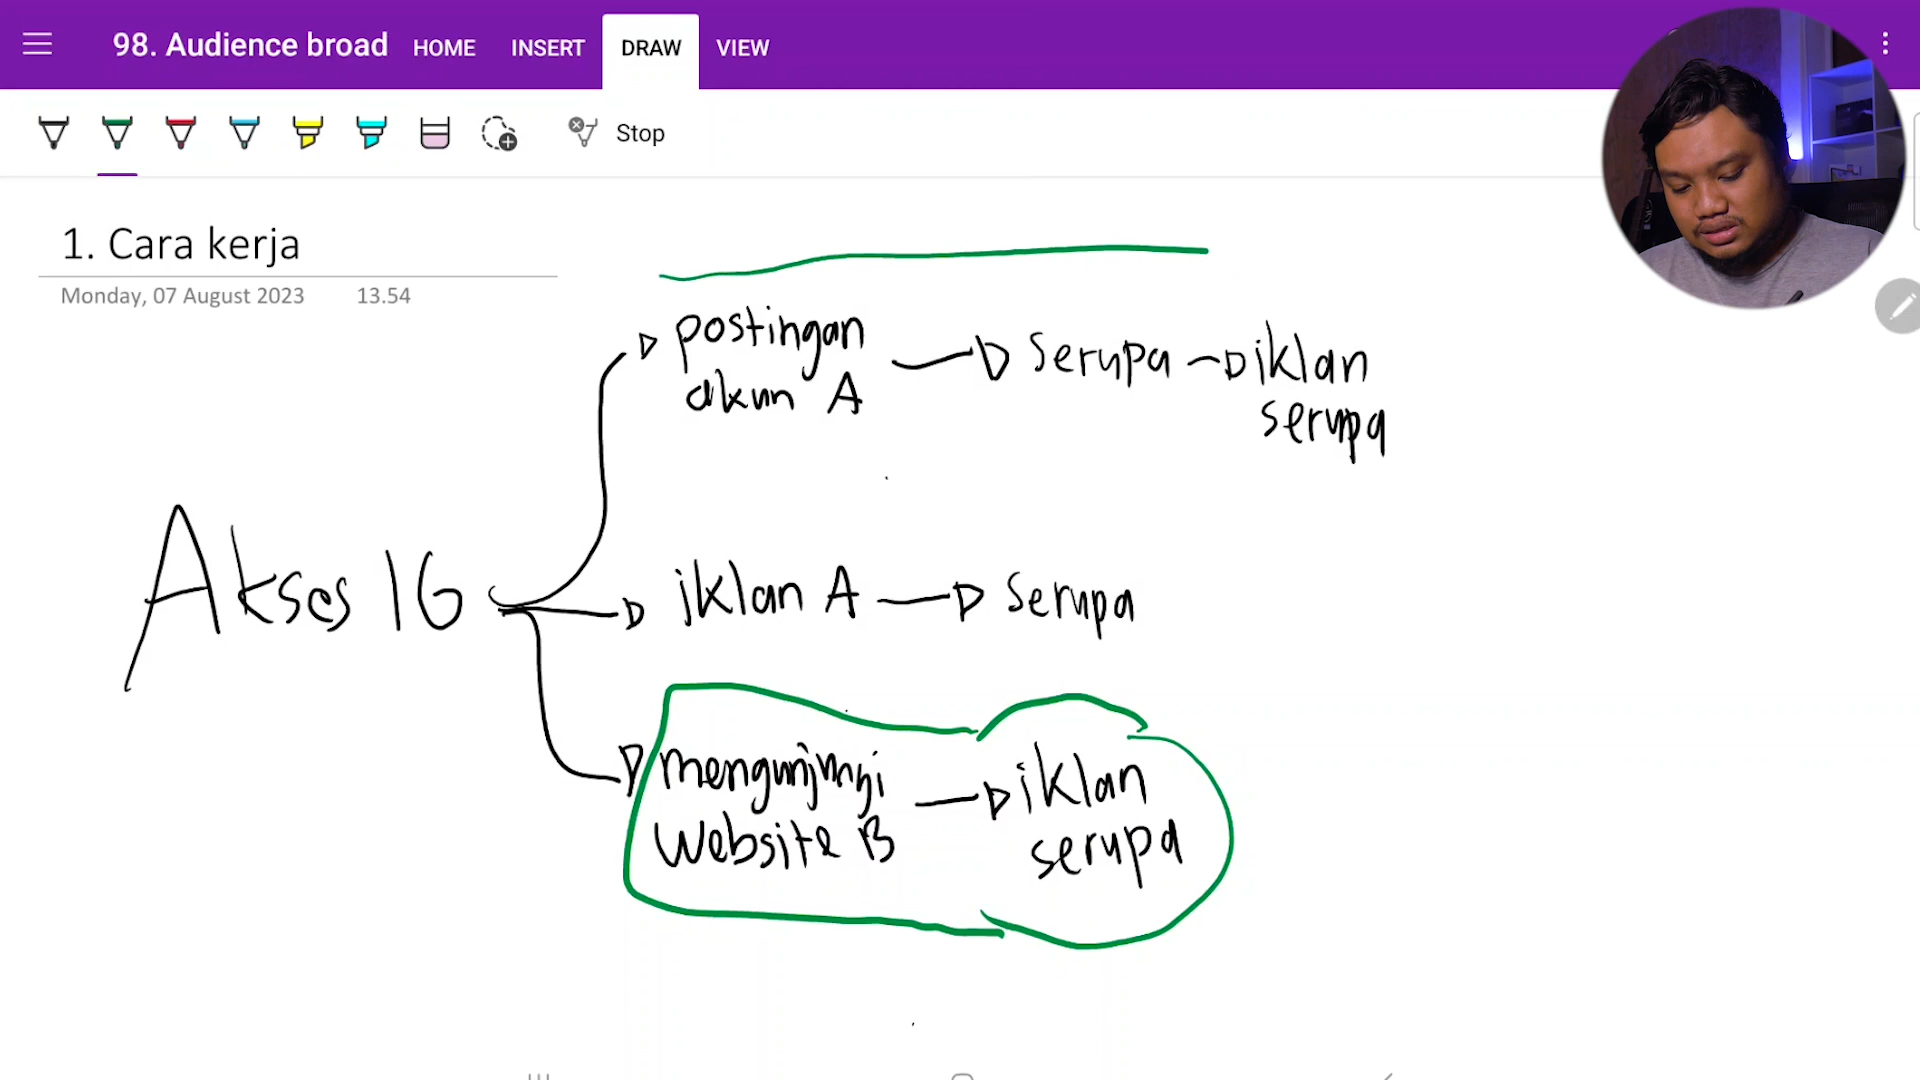 98. Audience broad HOME INSERT DRAW VIEW
Stop
1. Cara kerja
Monday, 07 August 2023 13.54
postingan
akun A
serupa
iklan
serupa
Akses IG
iklan A
serupa
mengunjungi
website B
iklan
serupa